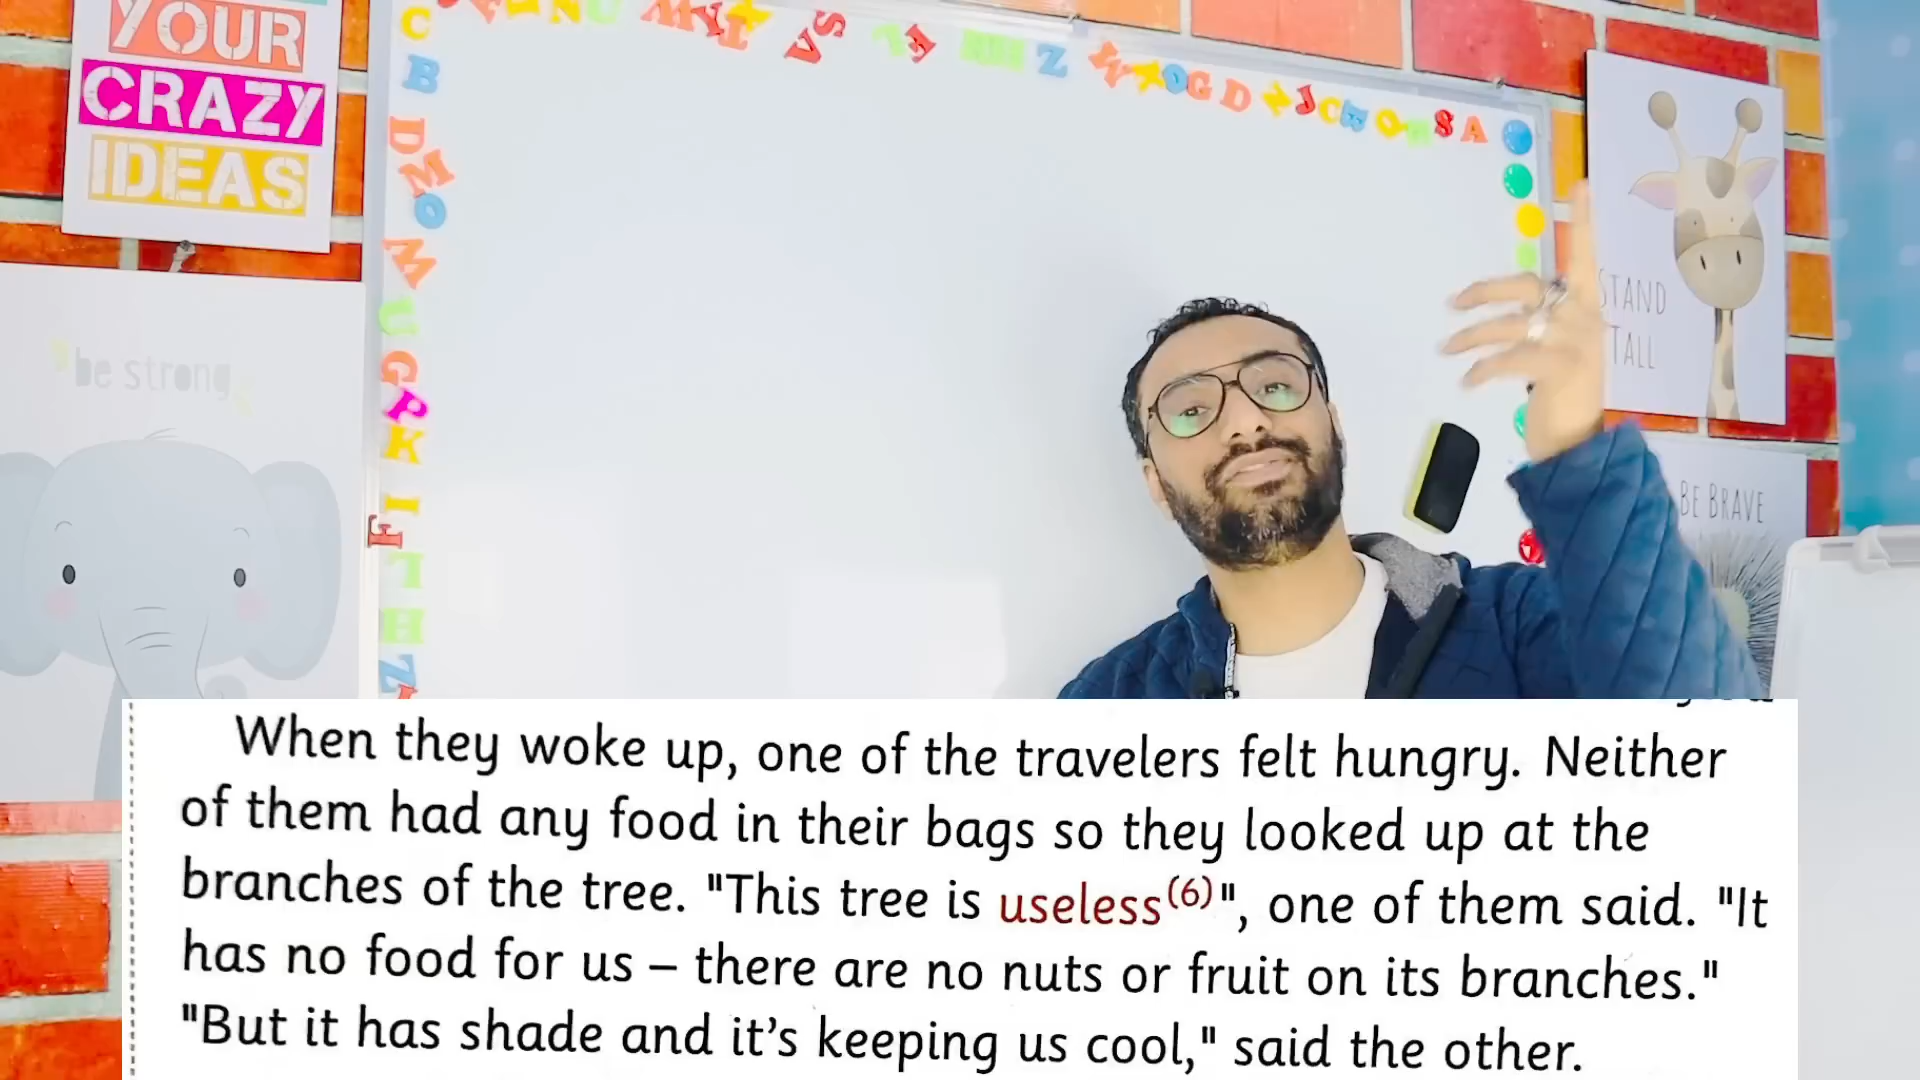 YOUR
CRAZY
IDEAS
be strong
STAND
TALL
BE BRAVE
When they woke up, one of the travelers felt hungry. Neither
of them had any food in their bags so they looked up at the
branches of the tree. "This tree is useless(6)", one of them said. "It
has no food for us – there are no nuts or fruit on its branches."
"But it has shade and it's keeping us cool," said the other.